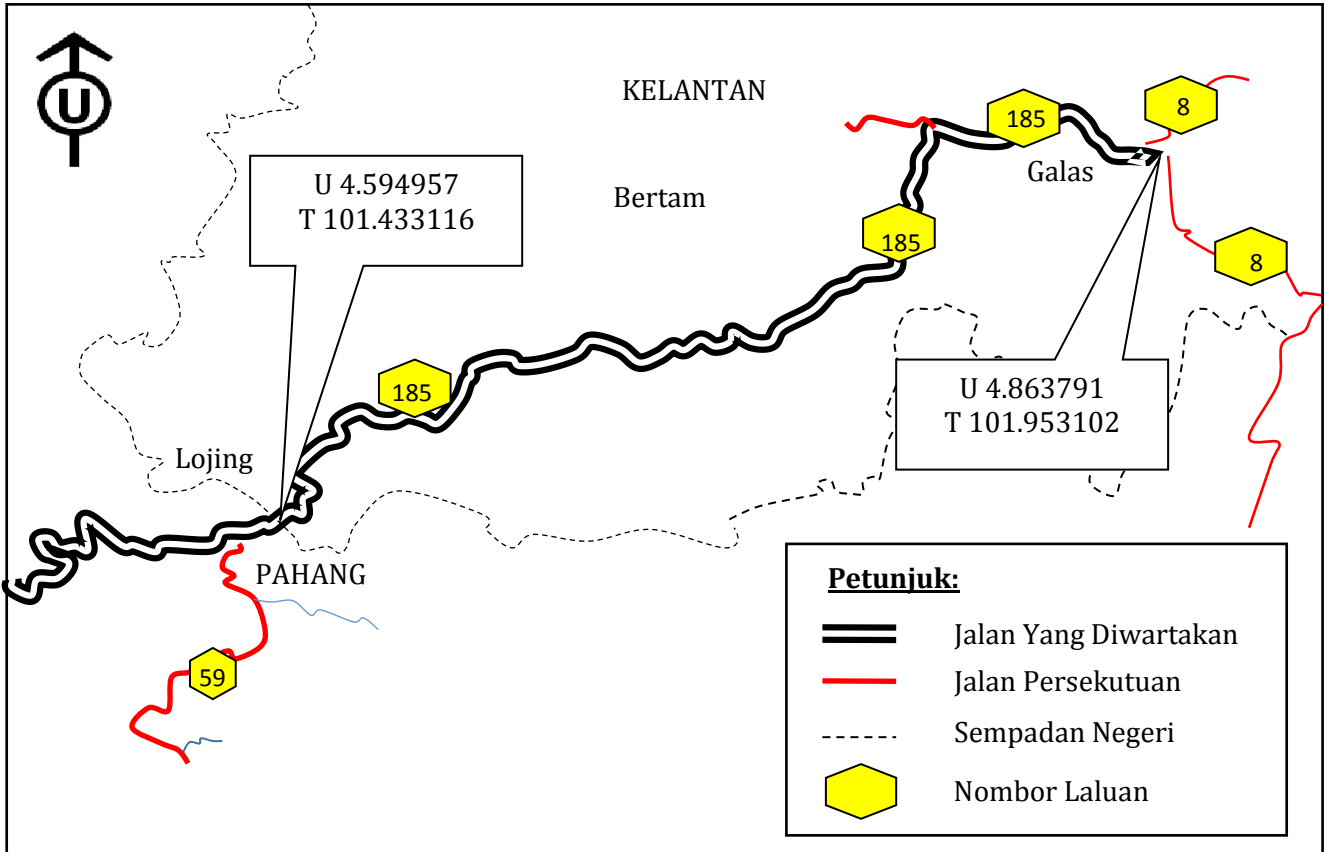 U
KELANTAN
8
185
U 4.594957
T 101.433116
Galas
Bertam
185
8
U 4.863791
T 101.953102
185
Lojing
PAHANG
59
Petunjuk:
Jalan Yang Diwartakan
Jalan Persekutuan
Sempadan Negeri
Nombor Laluan